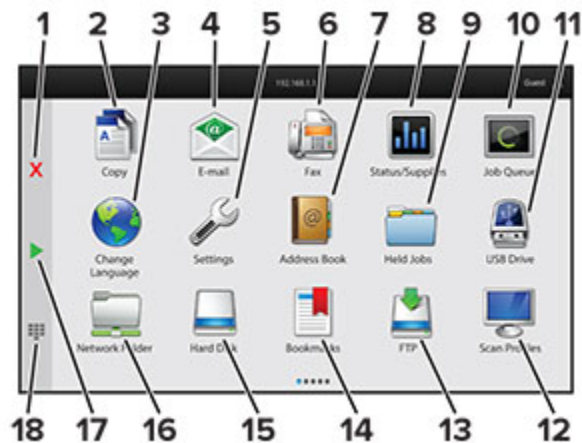 1 2 3 4 5 6 7 8 9 10 11
192.168.1.1 Guest
X
Copy E-mail Fax Status/Supplies Job Queue
Change Language Settings Address Book Held Jobs USB Drive
Network Folder Hard Disk Bookmarks FTP Scan Profiles
18 17 16 15 14 13 12